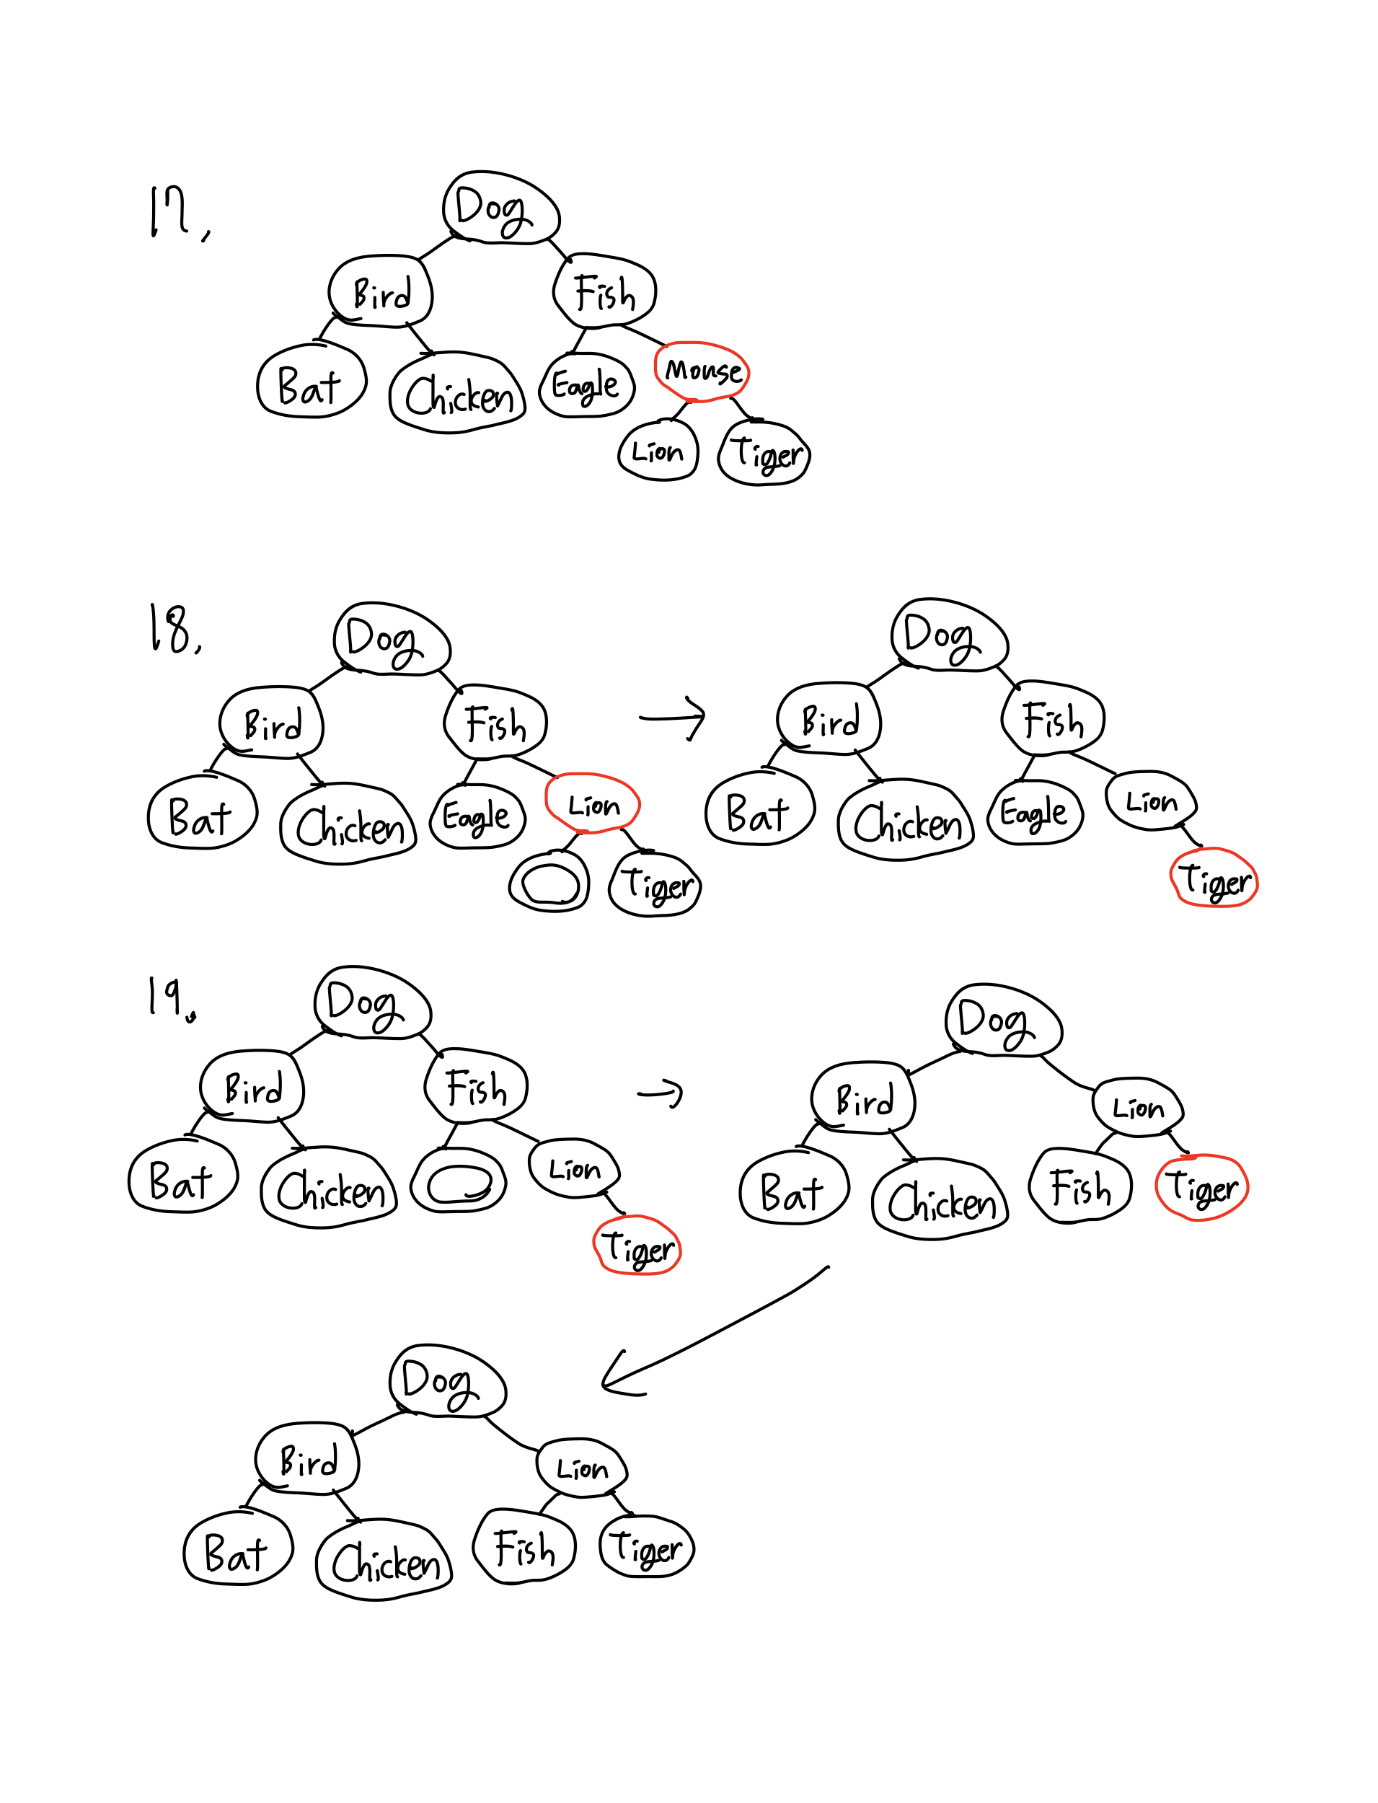 17.
Dog
Bird Fish
Bat Chicken Eagle Mouse
Lion Tiger
18.
Dog
Bird Fish
Bat Chicken Eagle Lion
Tiger
Dog
Bird Fish
Bat Chicken Eagle Lion
Tiger
19.
Dog
Bird Fish
Bat Chicken Lion
Tiger
Dog
Bird Lion
Bat Chicken Fish Tiger
Dog
Bird Lion
Bat Chicken Fish Tiger